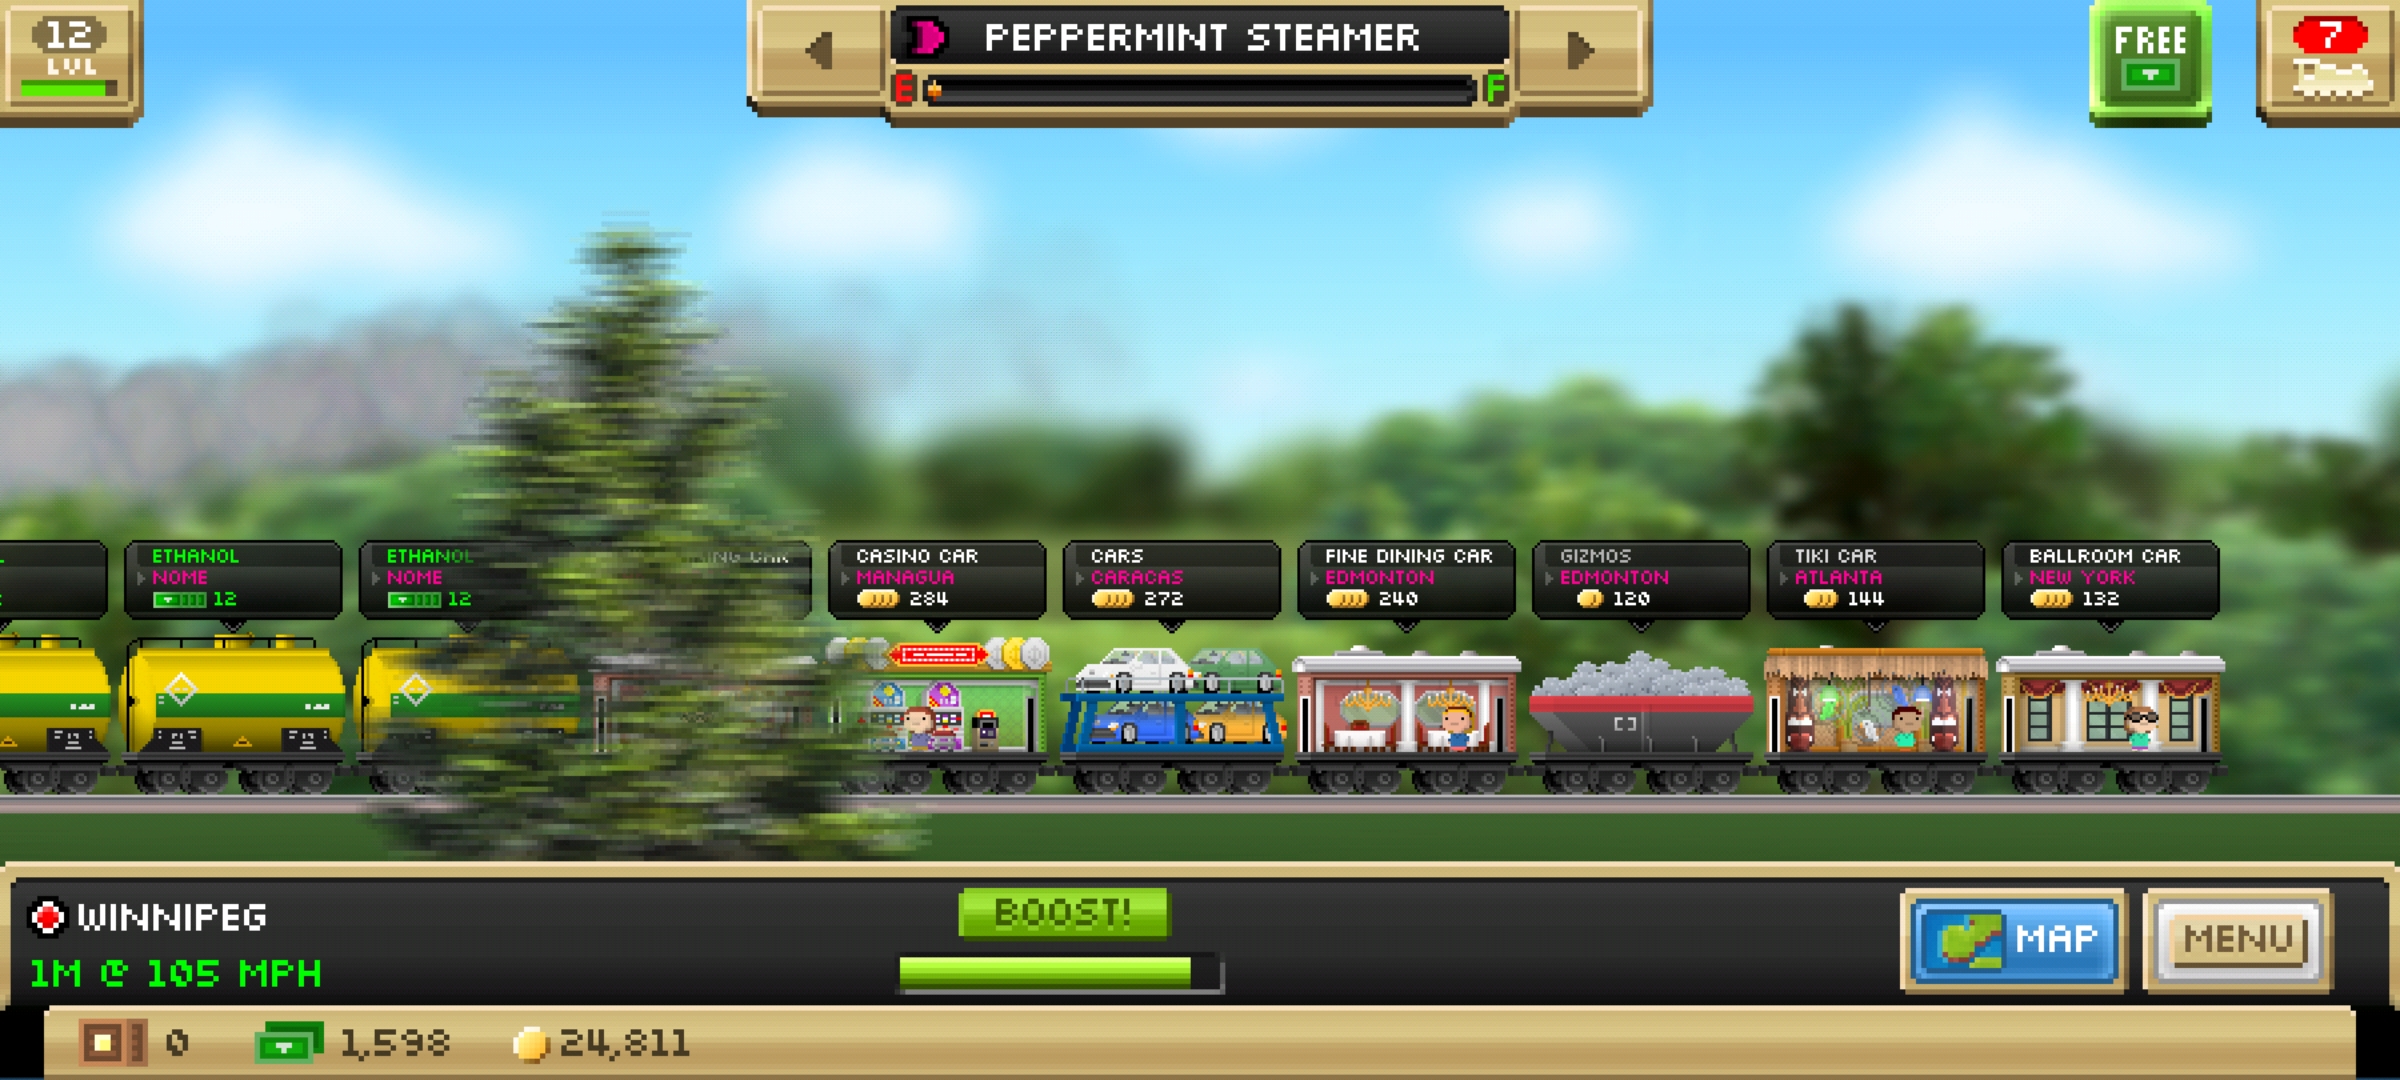 12
LVL
PEPPERMINT STEAMER
E
F
FREE
7
ETHANOL
NOME
12
ETHANOL
NOME
12
CAR
CASINO CAR
MANAGUA
284
CARS
CARACAS
272
FINE DINING CAR
EDMONTON
240
GIZMOS
EDMONTON
120
TIKI CAR
ATLANTA
144
BALLROOM CAR
NEW YORK
132
WINNIPEG
1M @ 105 MPH
BOOST!
MAP
MENU
0
1,598
24,811